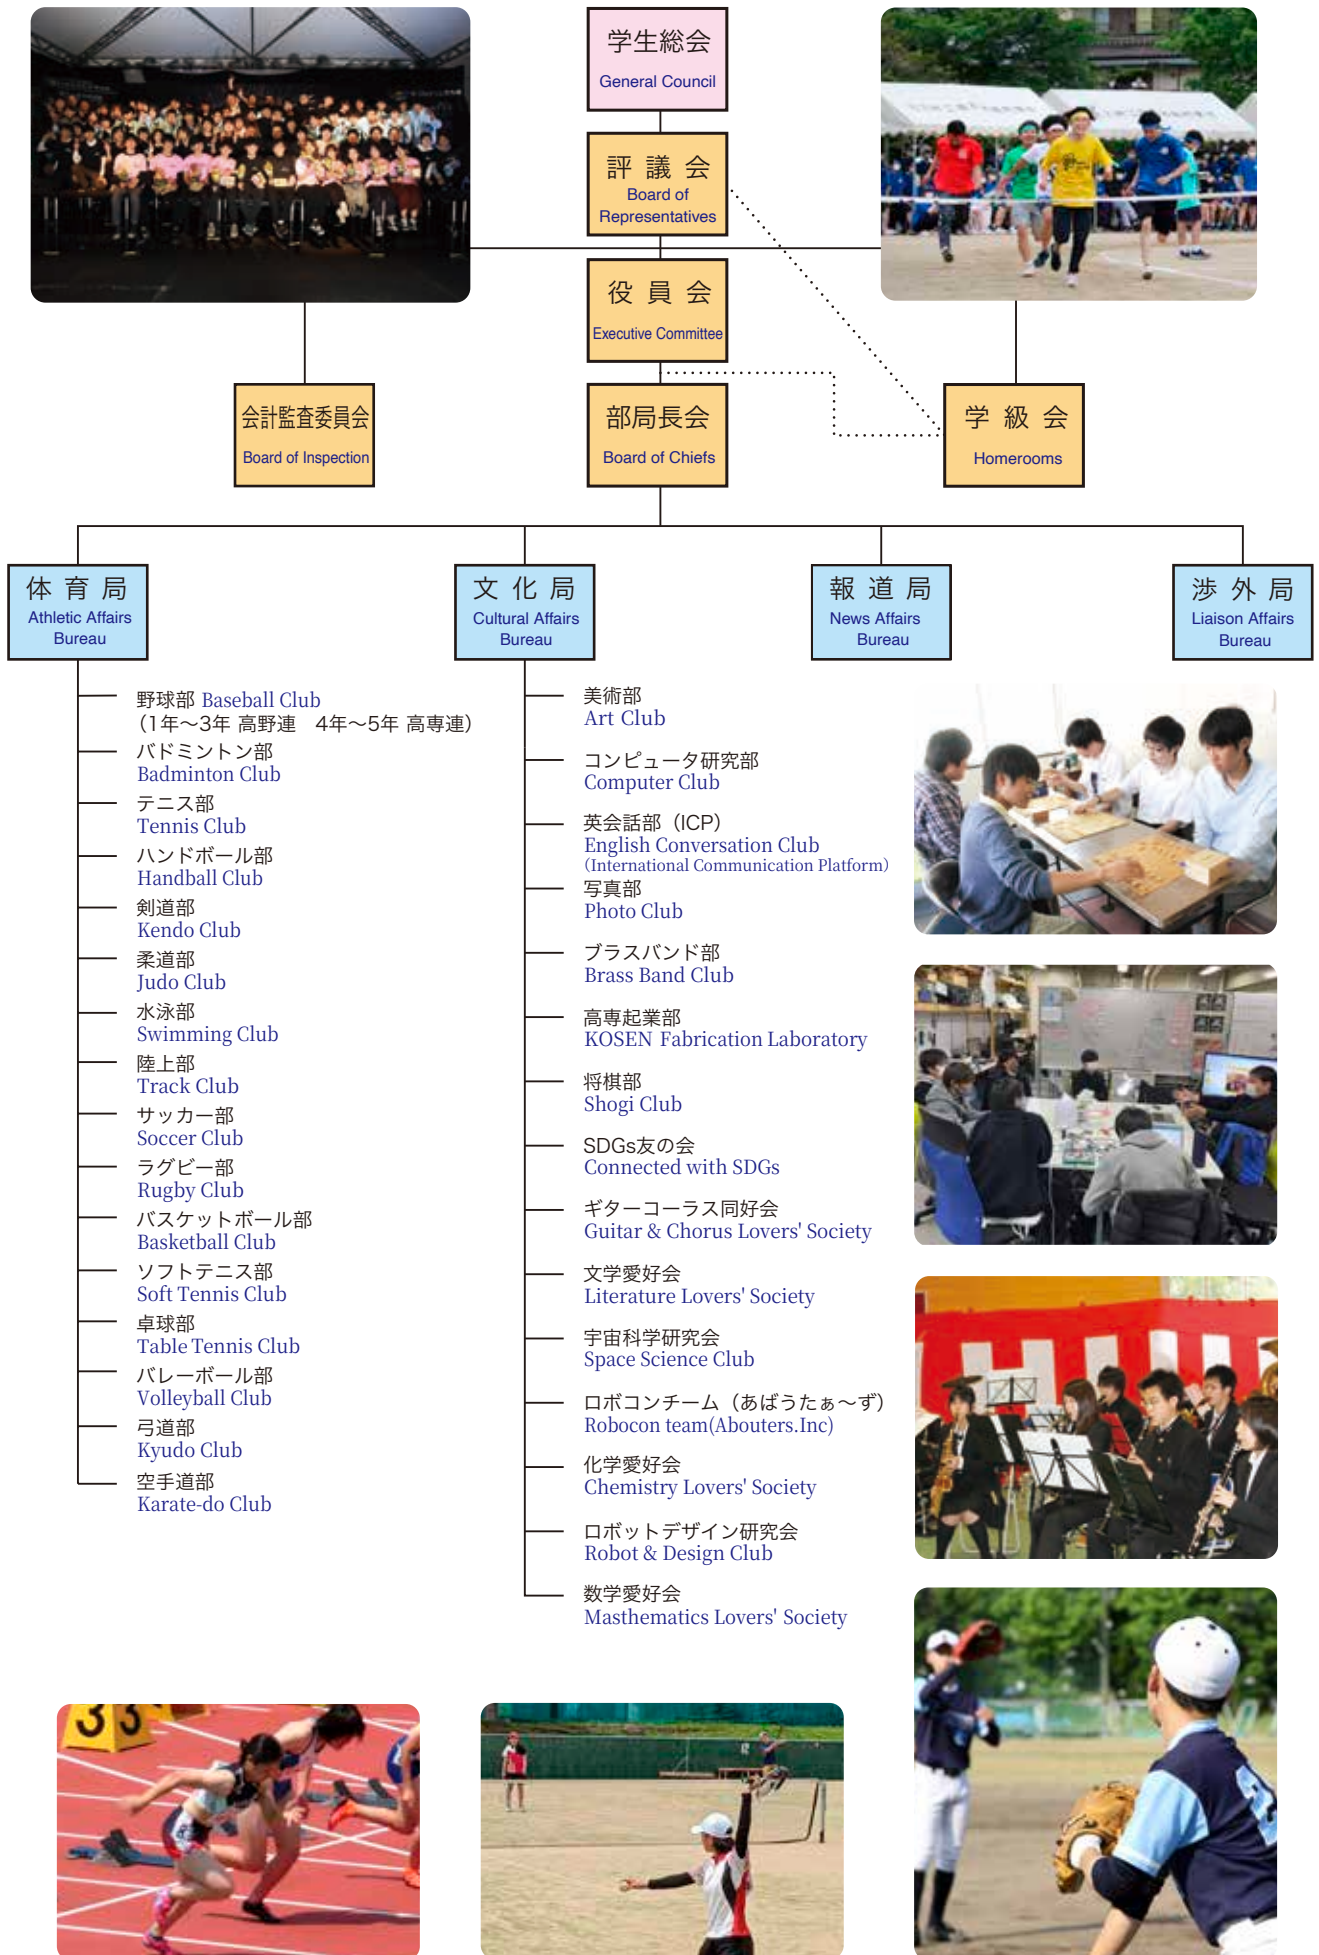 学生総会
General Council
評 議 会
Board of
Representatives
役 員 会
Executive Committee
会計監査委員会
Board of Inspection
部局長会
Board of Chiefs
学 級 会
Homerooms
体 育 局
Athletic Affairs
Bureau
文 化 局
Cultural Affairs
Bureau
報 道 局
News Affairs
Bureau
渉 外 局
Liaison Affairs
Bureau
野球部 Baseball Club
（1年〜3年 高野連　4年〜5年 高専連）
バドミントン部
Badminton Club
テニス部
Tennis Club
ハンドボール部
Handball Club
剣道部
Kendo Club
柔道部
Judo Club
水泳部
Swimming Club
陸上部
Track Club
サッカー部
Soccer Club
ラグビー部
Rugby Club
バスケットボール部
Basketball Club
ソフトテニス部
Soft Tennis Club
卓球部
Table Tennis Club
バレーボール部
Volleyball Club
弓道部
Kyudo Club
空手道部
Karate-do Club
美術部
Art Club
コンピュータ研究部
Computer Club
英会話部（ICP）
English Conversation Club
（International Communication Platform）
写真部
Photo Club
ブラスバンド部
Brass Band Club
高専起業部
KOSEN Fabrication Laboratory
将棋部
Shogi Club
SDGs友の会
Connected with SDGs
ギターコーラス同好会
Guitar & Chorus Lovers' Society
文学愛好会
Literature Lovers' Society
宇宙科学研究会
Space Science Club
ロボコンチーム（あばうたぁ〜ず）
Robocon team(Abouters.Inc)
化学愛好会
Chemistry Lovers' Society
ロボットデザイン研究会
Robot & Design Club
数学愛好会
Masthematics Lovers' Society
3
3